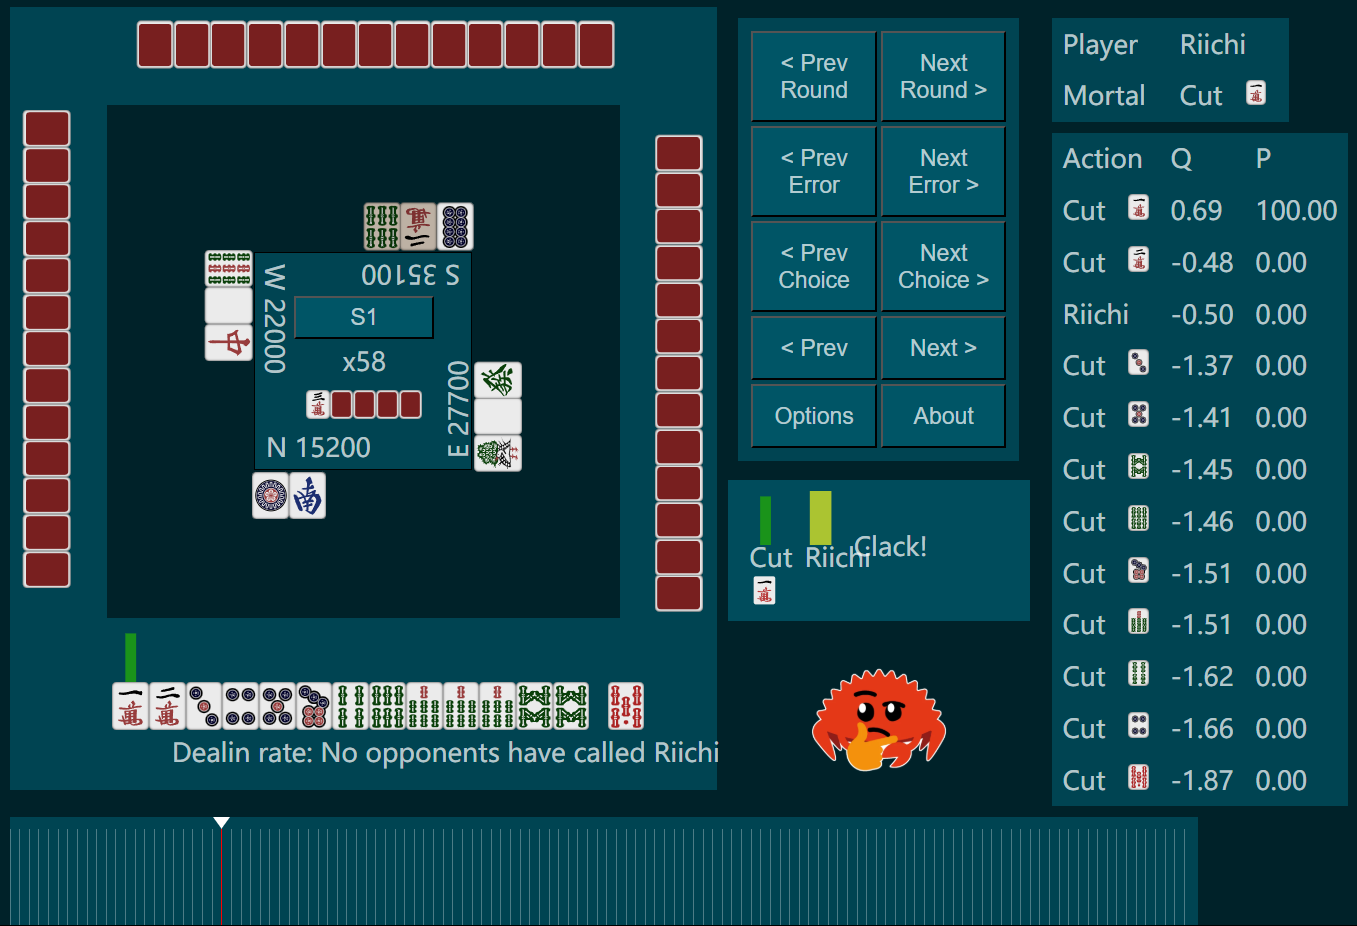 S 35100
W 22000
S1
x58
E 27700
N 15200
Dealin rate: No opponents have called Riichi
< Prev Round
Next Round >
< Prev Error
Next Error >
< Prev Choice
Next Choice >
< Prev
Next >
Options
About
Cut
Riichi
Clack!
Player Riichi
Mortal Cut
Action Q P
Cut 0.69 100.00
Cut -0.48 0.00
Riichi -0.50 0.00
Cut -1.37 0.00
Cut -1.41 0.00
Cut -1.45 0.00
Cut -1.46 0.00
Cut -1.51 0.00
Cut -1.51 0.00
Cut -1.62 0.00
Cut -1.66 0.00
Cut -1.87 0.00